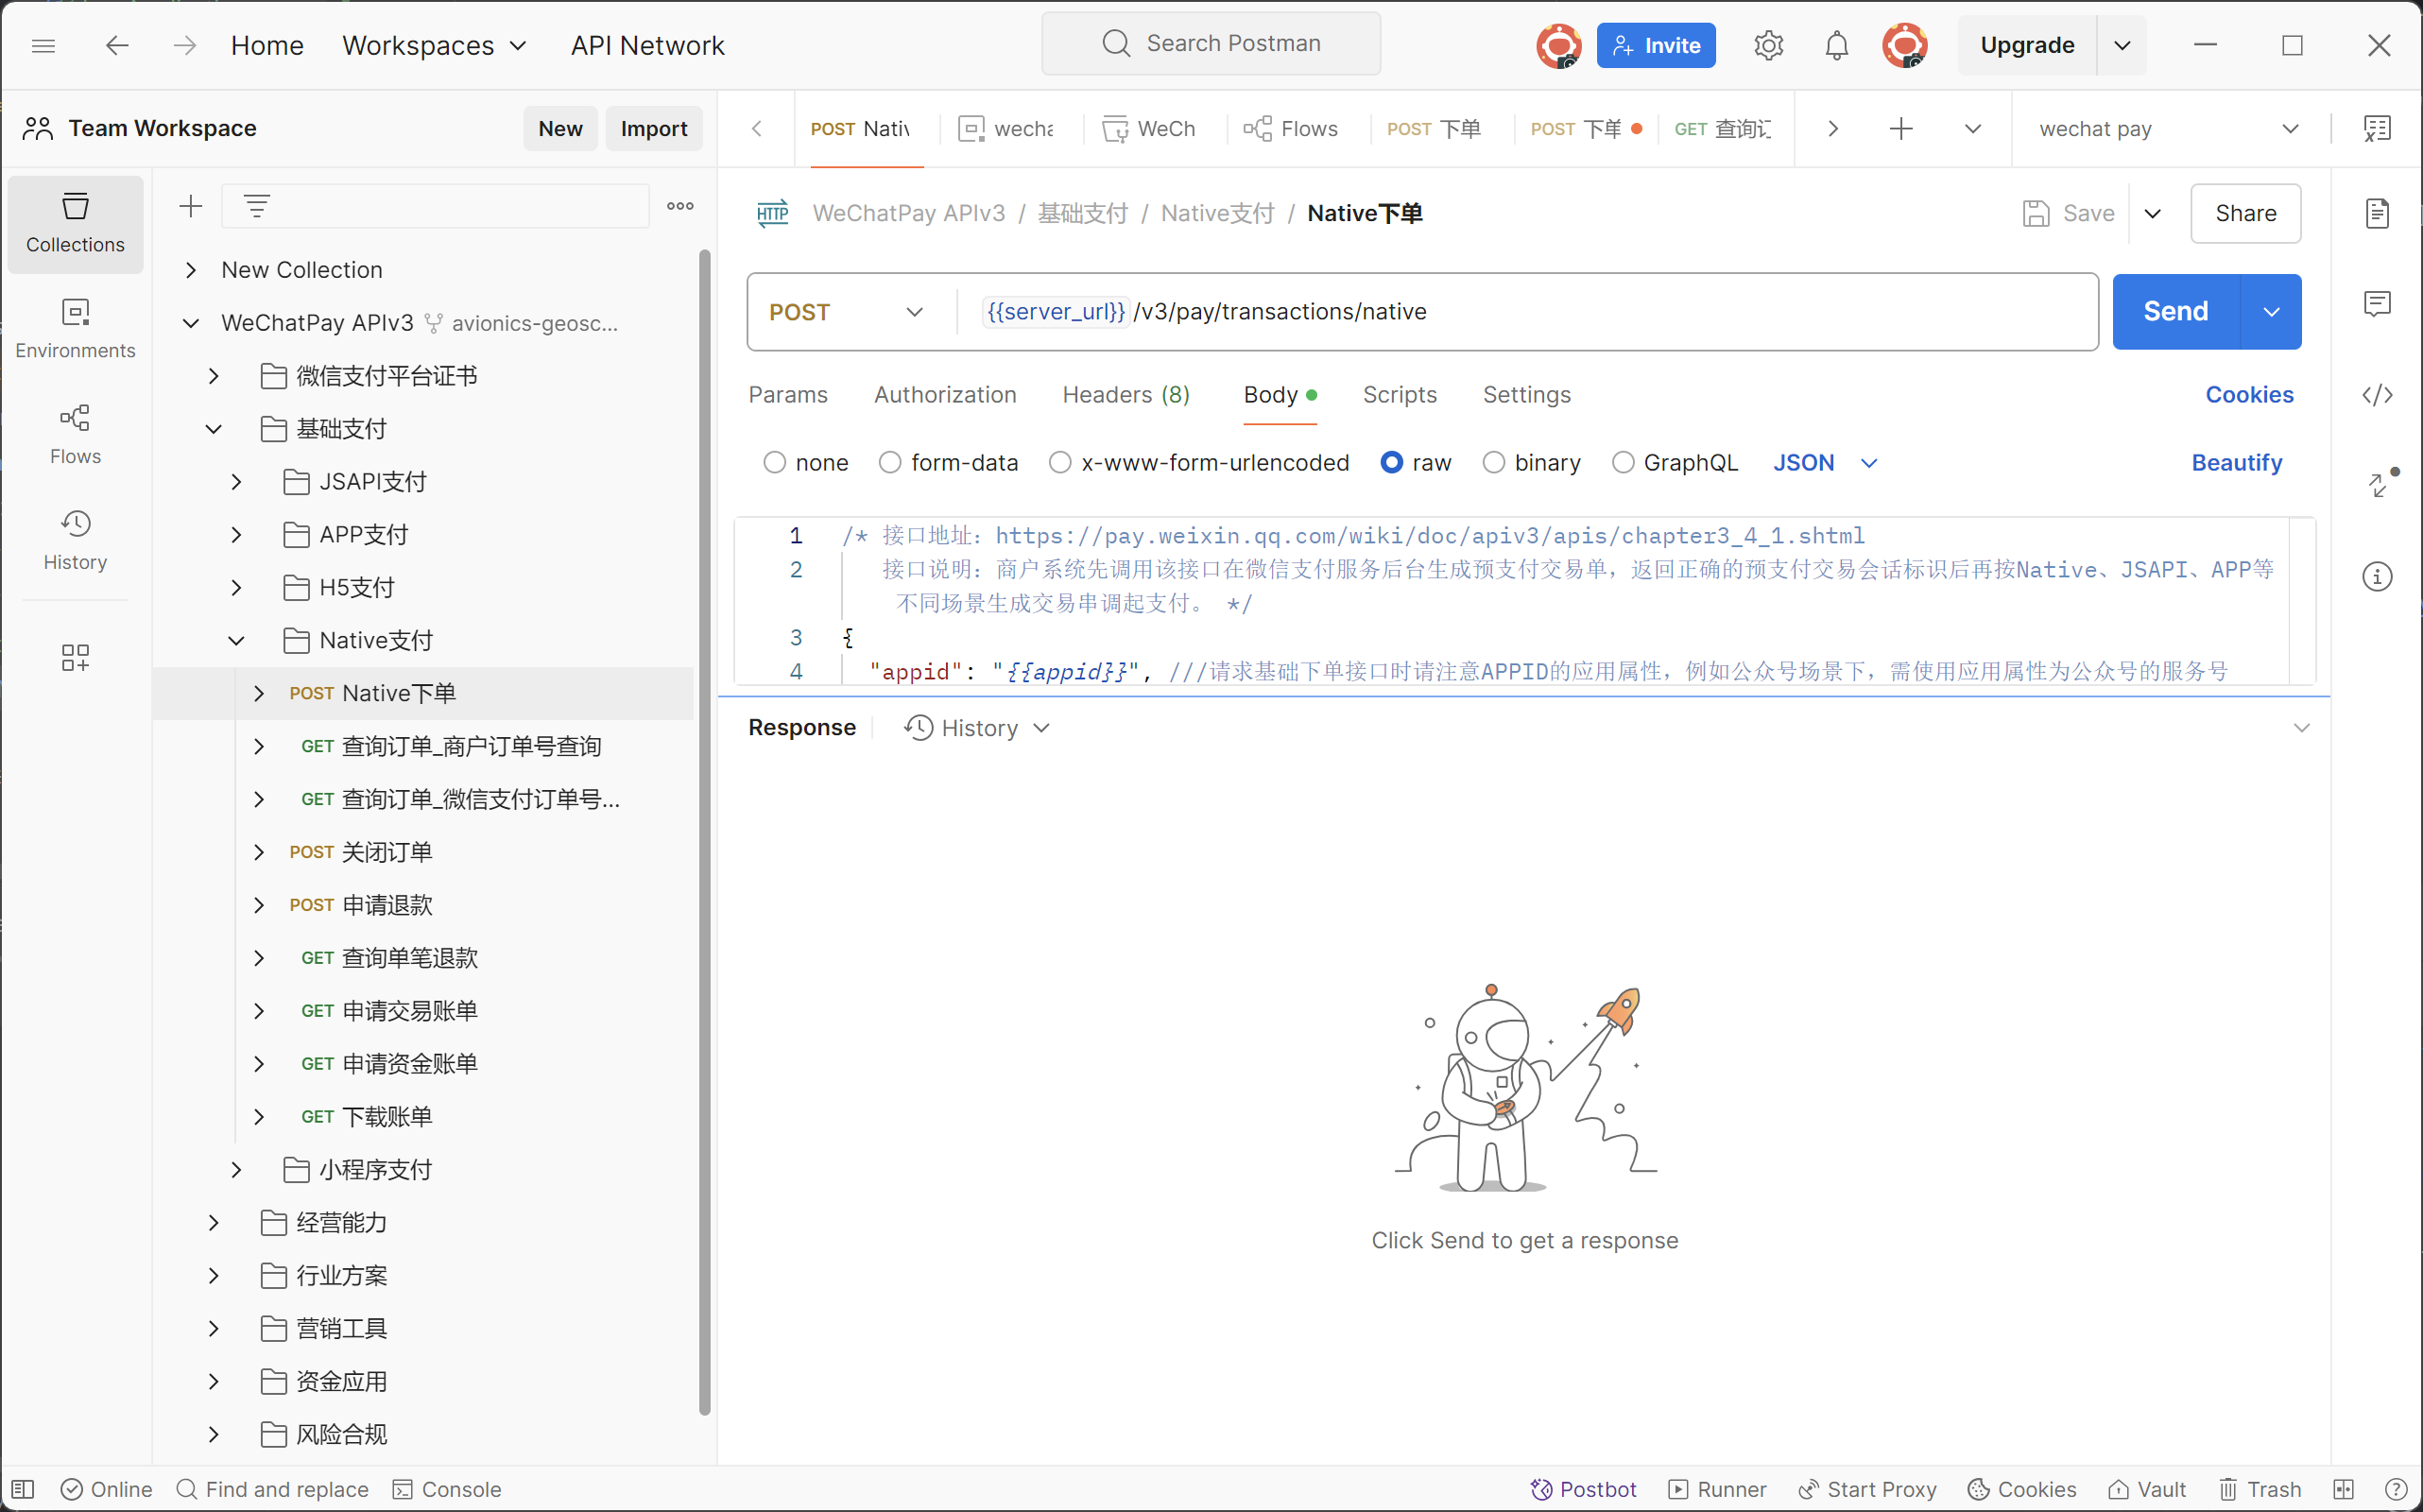 Home Workspaces API Network Search Postman Invite Upgrade
Team Workspace New Import
POST Nativ wecha WeCh Flows POST 下单 POST 下单 GET 查询订 wechat pay
Collections
Environments
Flows
History
New Collection
WeChatPay APIv3 avionics-geosc...
微信支付平台证书
基础支付
JSAPI支付
APP支付
H5支付
Native支付
POST Native下单
GET 查询订单_商户订单号查询
GET 查询订单_微信支付订单号...
POST 关闭订单
POST 申请退款
GET 查询单笔退款
GET 申请交易账单
GET 申请资金账单
GET 下载账单
小程序支付
经营能力
行业方案
营销工具
资金应用
风险合规
HTTP WeChatPay APIv3 / 基础支付 / Native支付 / Native下单 Save Share
POST {{server_url}}/v3/pay/transactions/native Send
Params Authorization Headers (8) Body Scripts Settings Cookies
none form-data x-www-form-urlencoded raw binary GraphQL JSON Beautify
1 /* 接口地址：https://pay.weixin.qq.com/wiki/doc/apiv3/apis/chapter3_4_1.shtml
2 接口说明：商户系统先调用该接口在微信支付服务后台生成预支付交易单，返回正确的预支付交易会话标识后再按Native、JSAPI、APP等
不同场景生成交易串调起支付。 */
3 {
4 "appid": "{{appid}}", ///请求基础下单接口时请注意APPID的应用属性，例如公众号场景下，需使用应用属性为公众号的服务号
Response History
Click Send to get a response
Online Find and replace Console Postbot Runner Start Proxy Cookies Vault Trash